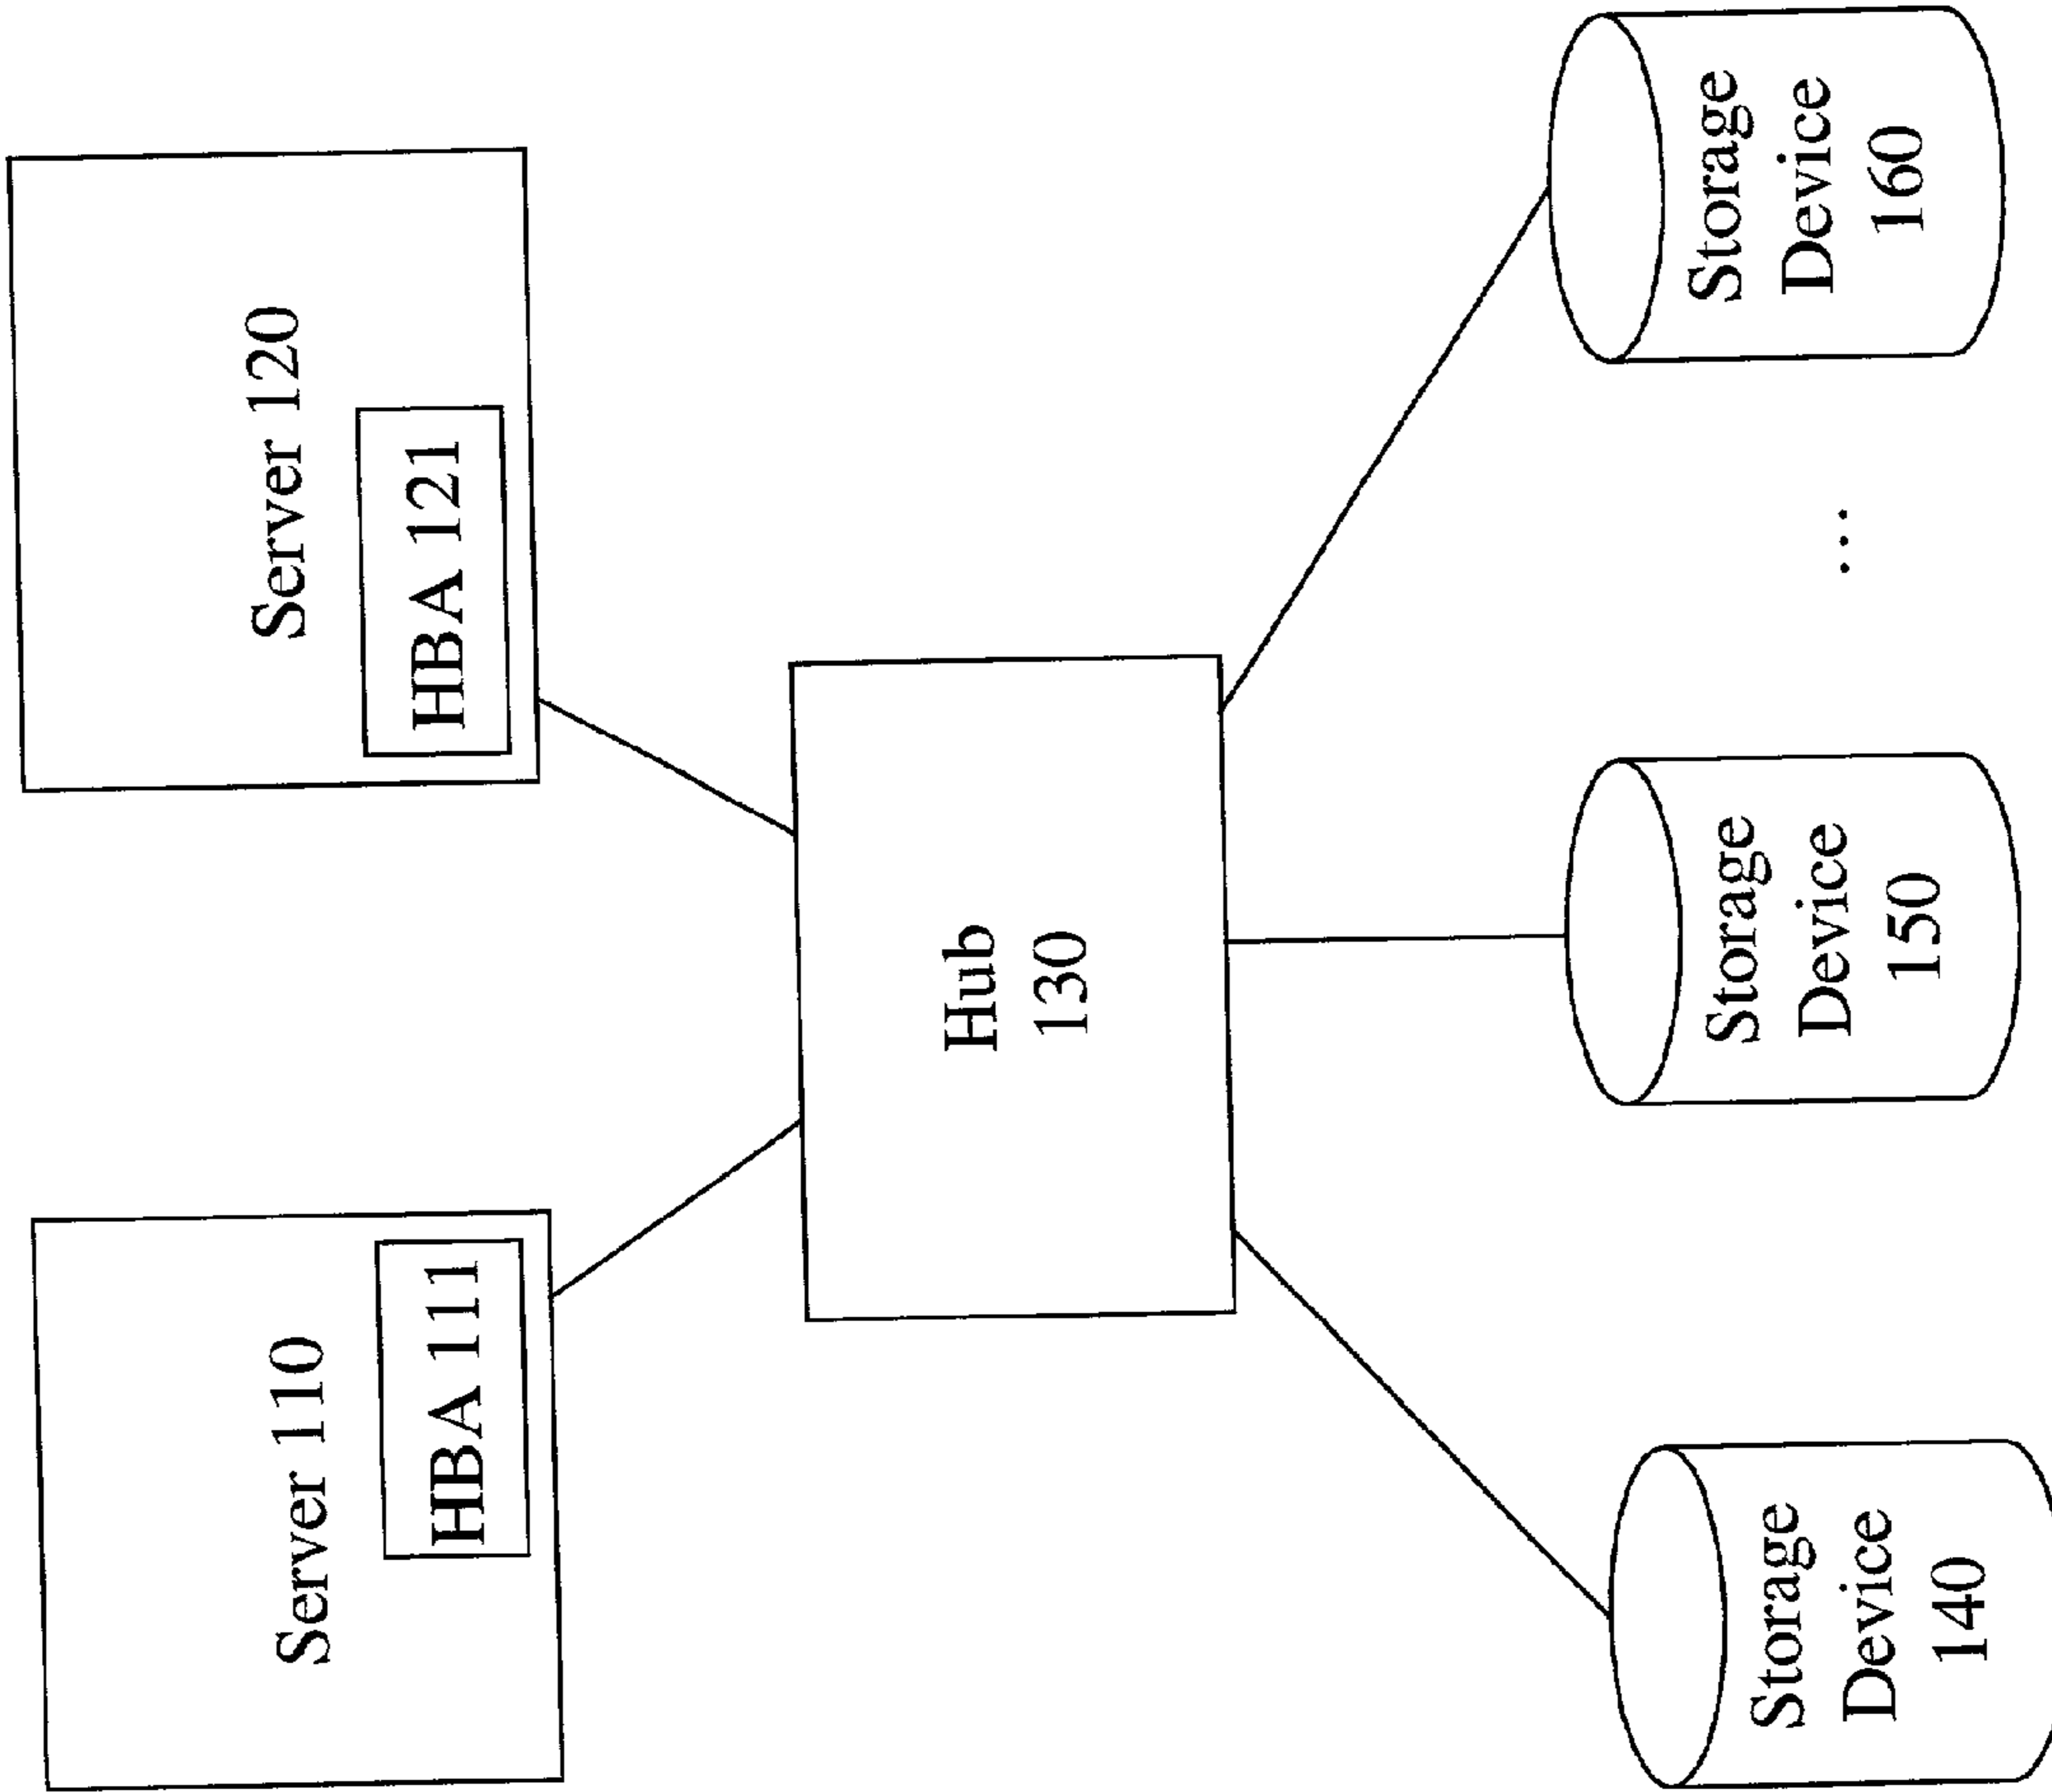 Server 110
HBA 111
Server 120
HBA 121
Hub
130
Storage
Device
140
Storage
Device
150
...
Storage
Device
160